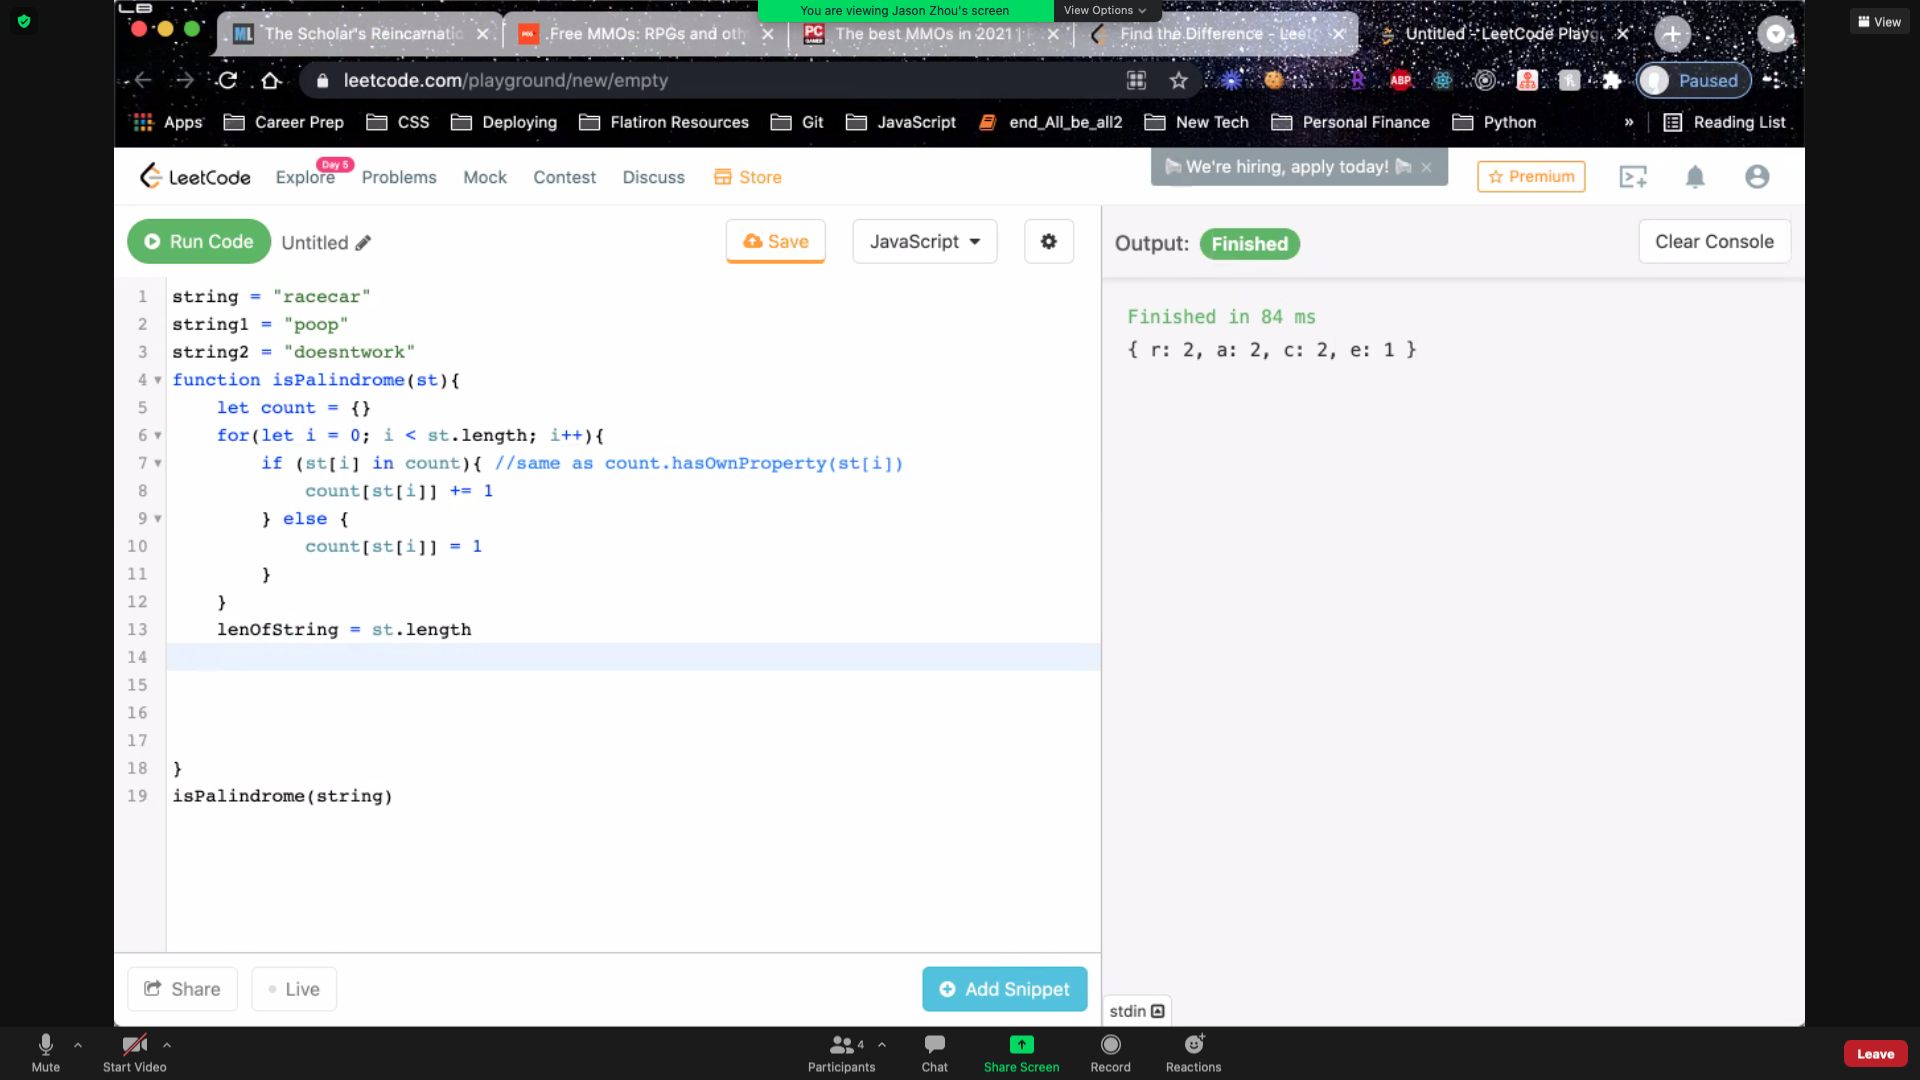 You are viewing Jason Zhou's screen View Options
View
The Scholar's Reincarnatio
Free MMOs: RPGs and oth
The best MMOs in 2021 |
Find the Difference - Leet
Untitled - LeetCode Playg
leetcode.com/playground/new/empty
ABP
Paused
Apps Career Prep CSS Deploying Flatiron Resources Git JavaScript end_All_be_all2 New Tech Personal Finance Python » Reading List
LeetCode Explore Day 5 Problems Mock Contest Discuss Store
We're hiring, apply today!
Premium
Run Code Untitled Save JavaScript
Output: Finished Clear Console
1 string = "racecar"
2 string1 = "poop"
3 string2 = "doesntwork"
4 function isPalindrome(st){
5 let count = {}
6 for(let i = 0; i < st.length; i++){
7 if (st[i] in count){ //same as count.hasOwnProperty(st[i])
8 count[st[i]] += 1
9 } else {
10 count[st[i]] = 1
11 }
12 }
13 lenOfString = st.length
14
15
16
17
18 }
19 isPalindrome(string)
Finished in 84 ms
{ r: 2, a: 2, c: 2, e: 1 }
Share Live Add Snippet
stdin
Mute Start Video Participants 4 Chat Share Screen Record Reactions Leave